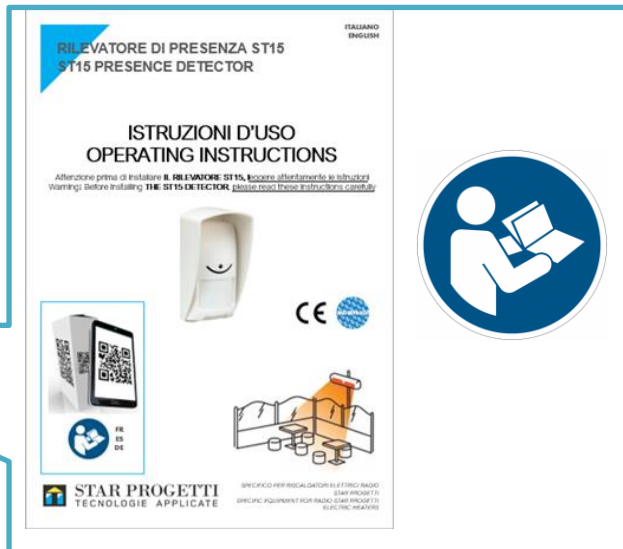 ITALIANO
ENGLISH
RILEVATORE DI PRESENZA ST15
ST15 PRESENCE DETECTOR
ISTRUZIONI D'USO
OPERATING INSTRUCTIONS
Attenzione prima di installare IL RILEVATORE ST15, leggere attentamente le istruzioni
Warning: Before installing THE ST15 DETECTOR, please read these instructions carefully
CE
FR
ES
DE
STAR PROGETTI
TECNOLOGIE APPLICATE
SPECIFICO PER RISCALDATORI ELETTRICI RADIO
STAR PROGETTI
SPECIFIC EQUIPMENT FOR RADIO STAR PROGETTI
ELECTRIC HEATERS